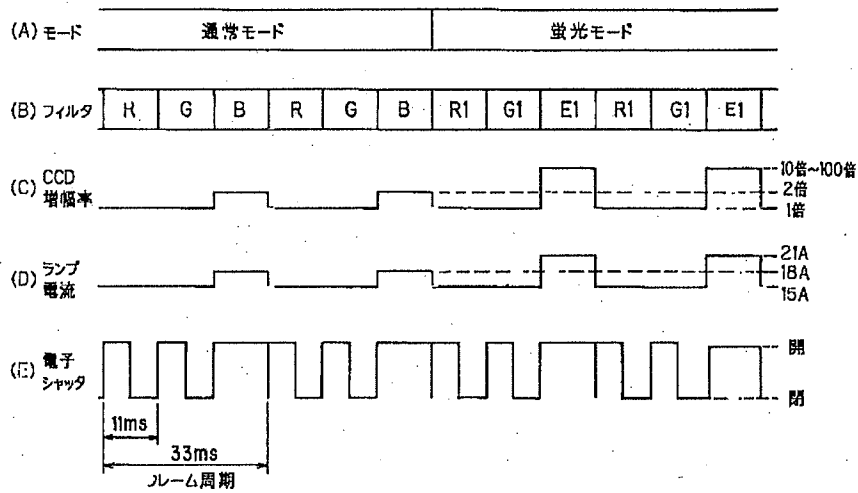 (A) モード 通常モード 蛍光モード
(B) フィルタ R G B R G B R1 G1 E1 R1 G1 E1
(C) CCD 増幅率
10倍~100倍
2倍
1倍
(D) ランプ 電流
21A
18A
15A
(E) 電子 シャッタ
開
閉
11ms
33ms
フレーム周期